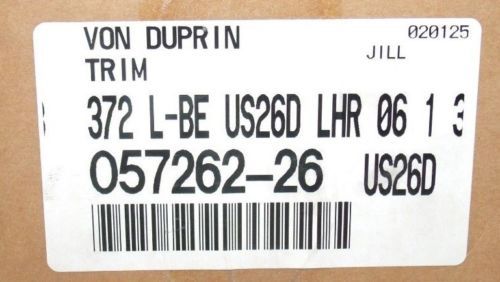 VON DUPRIN 020125
TRIM JILL
372 L-BE US26D LHR 06 1 3
057262-26 US26D